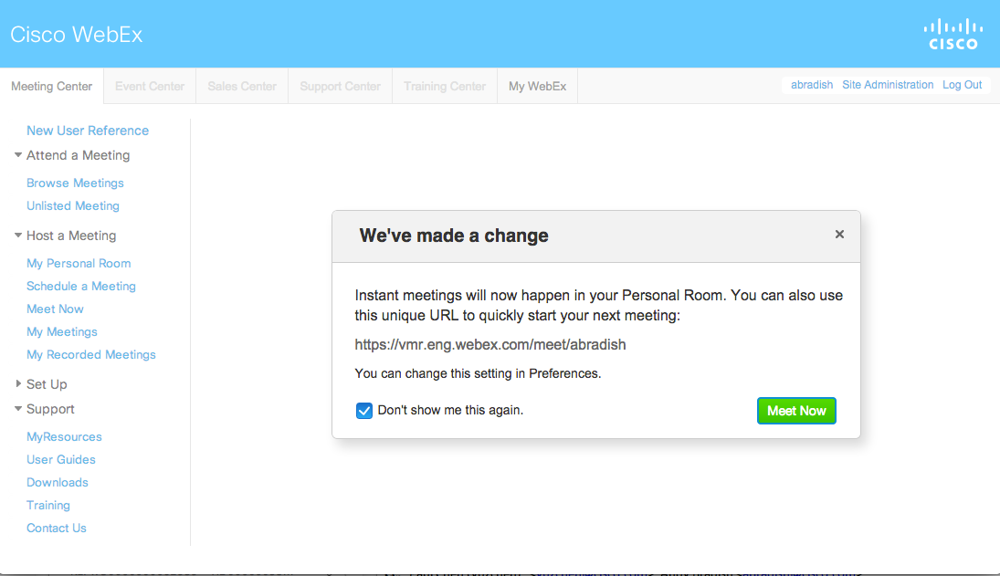 Cisco WebEx
CISCO
Meeting Center
Event Center
Sales Center
Support Center
Training Center
My WebEx
abradish
Site Administration
Log Out
New User Reference
Attend a Meeting
Browse Meetings
Unlisted Meeting
Host a Meeting
My Personal Room
Schedule a Meeting
Meet Now
My Meetings
My Recorded Meetings
Set Up
Support
MyResources
User Guides
Downloads
Training
Contact Us
We've made a change
×
Instant meetings will now happen in your Personal Room. You can also use
this unique URL to quickly start your next meeting:
https://vmr.eng.webex.com/meet/abradish
You can change this setting in Preferences.
Don't show me this again.
Meet Now